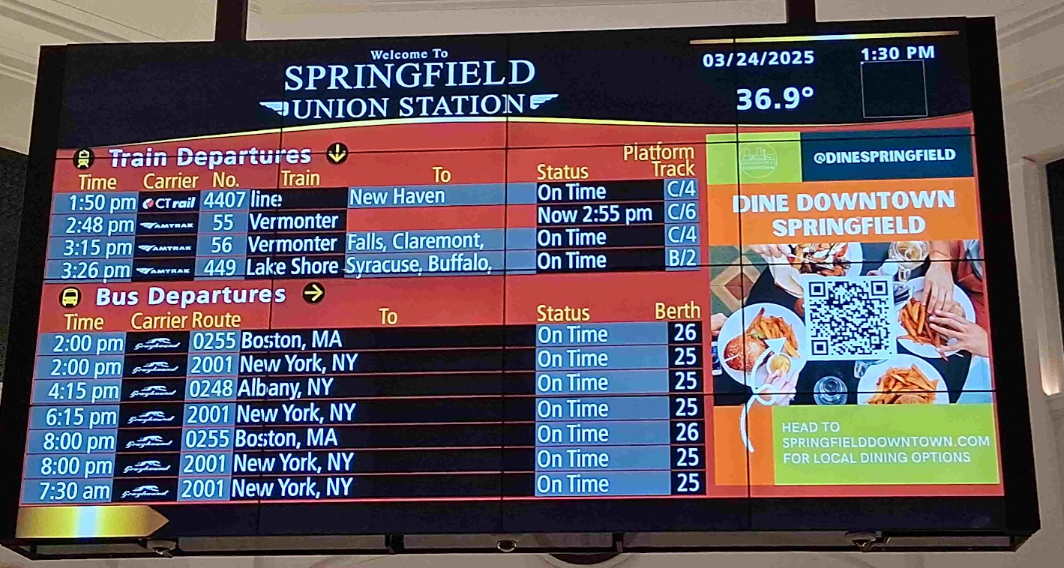 Welcome To
SPRINGFIELD
UNION STATION
03/24/2025 1:30 PM
36.9°
Train Departures
Time Carrier No. Train To Status Platform Track
1:50 pm CTrail 4407 line New Haven On Time C/4
2:48 pm AMTRAK 55 Vermonter Now 2:55 pm C/6
3:15 pm AMTRAK 56 Vermonter Falls, Claremont, On Time C/4
3:26 pm AMTRAK 449 Lake Shore Syracuse, Buffalo, On Time B/2
Bus Departures
Time Carrier Route To Status Berth
2:00 pm Greyhound 0255 Boston, MA On Time 26
2:00 pm Greyhound 2001 New York, NY On Time 25
4:15 pm Greyhound 0248 Albany, NY On Time 25
6:15 pm Greyhound 2001 New York, NY On Time 25
8:00 pm Greyhound 0255 Boston, MA On Time 26
8:00 pm Greyhound 2001 New York, NY On Time 25
7:30 am Greyhound 2001 New York, NY On Time 25
@DINESPRINGFIELD
DINE DOWNTOWN
SPRINGFIELD
HEAD TO
SPRINGFIELDDOWNTOWN.COM
FOR LOCAL DINING OPTIONS